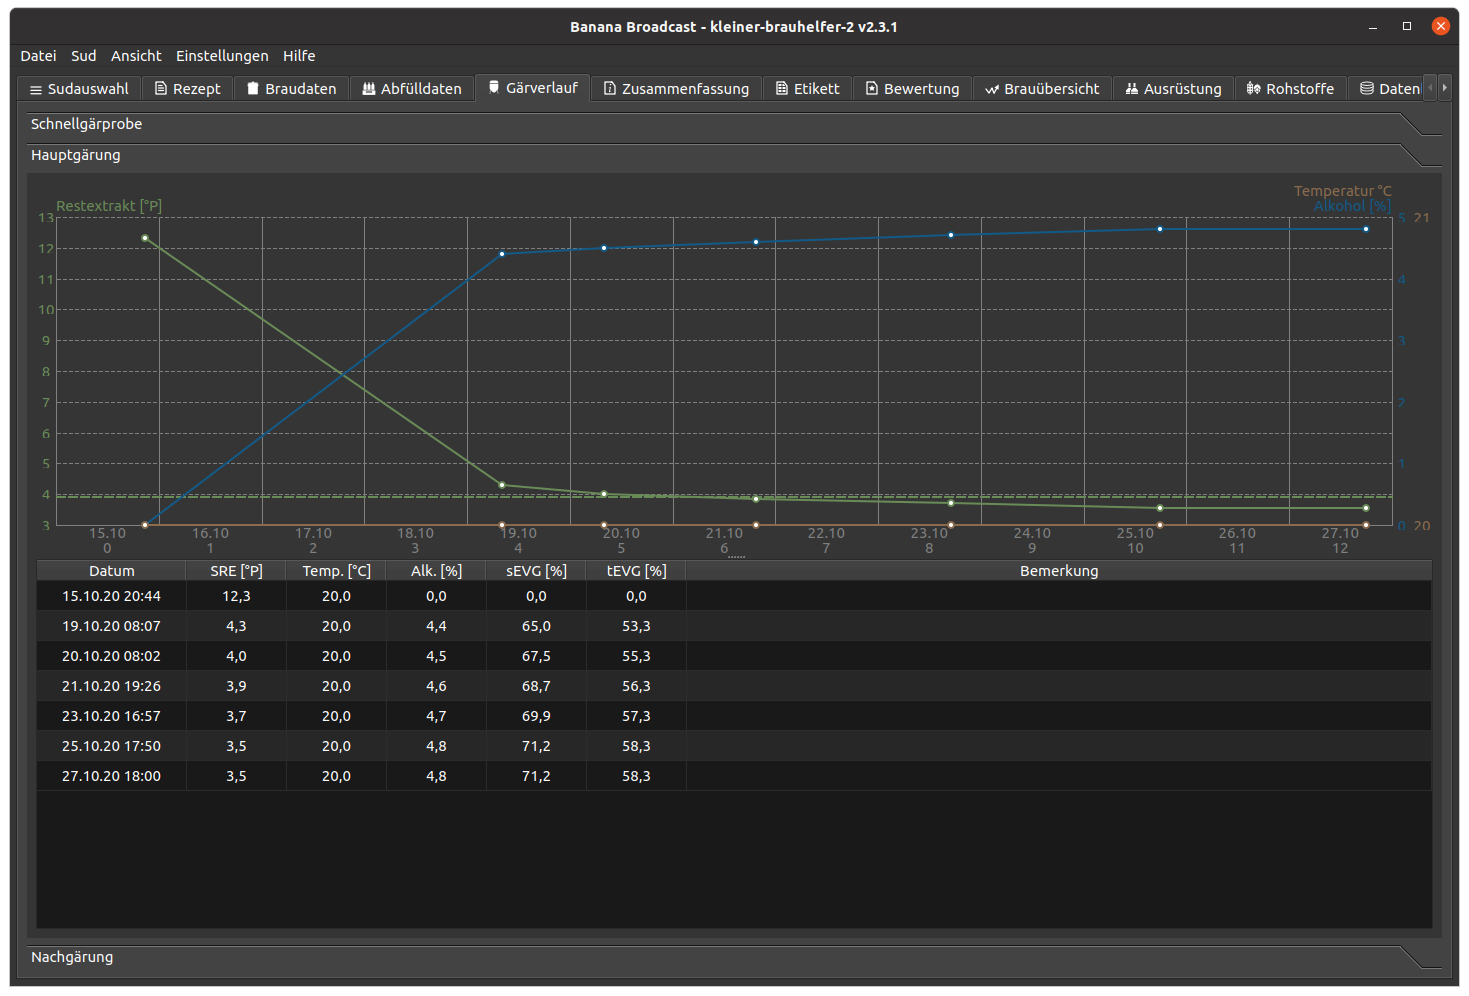 Banana Broadcast - kleiner-brauhelfer-2 v2.3.1
Datei Sud Ansicht Einstellungen Hilfe
Sudauswahl Rezept Braudaten Abfülldaten Gärverlauf Zusammenfassung Etikett Bewertung Brauübersicht Ausrüstung Rohstoffe Daten
Schnellgärprobe
Hauptgärung
Temperatur °C
Restextrakt [°P] Alkohol [%]
13 5 21
12
11 4
10
9 3
8
7 2
6
5 1
4
3 0 20
15.10 16.10 17.10 18.10 19.10 20.10 21.10 22.10 23.10 24.10 25.10 26.10 27.10
0 1 2 3 4 5 6 7 8 9 10 11 12
Datum SRE [°P] Temp. [°C] Alk. [%] sEVG [%] tEVG [%] Bemerkung
15.10.20 20:44 12,3 20,0 0,0 0,0 0,0
19.10.20 08:07 4,3 20,0 4,4 65,0 53,3
20.10.20 08:02 4,0 20,0 4,5 67,5 55,3
21.10.20 19:26 3,9 20,0 4,6 68,7 56,3
23.10.20 16:57 3,7 20,0 4,7 69,9 57,3
25.10.20 17:50 3,5 20,0 4,8 71,2 58,3
27.10.20 18:00 3,5 20,0 4,8 71,2 58,3
Nachgärung